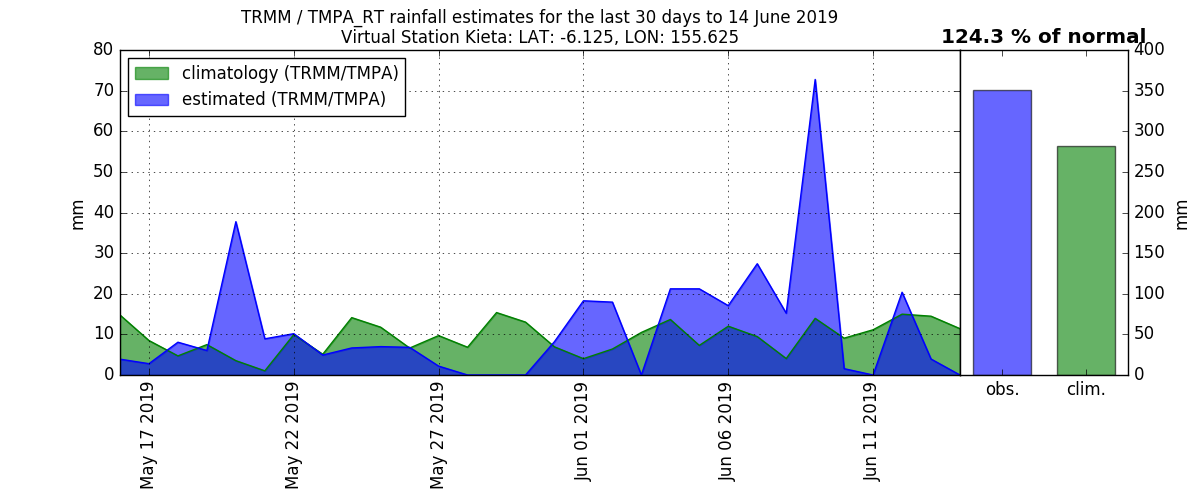 TRMM / TMPA_RT rainfall estimates for the last 30 days to 14 June 2019
Virtual Station Kieta: LAT: -6.125, LON: 155.625
124.3 % of normal
climatology (TRMM/TMPA)
estimated (TRMM/TMPA)
mm
80
70
60
50
40
30
20
10
0
May 17 2019
May 22 2019
May 27 2019
Jun 01 2019
Jun 06 2019
Jun 11 2019
obs.
clim.
400
350
300
250
200
150
100
50
0
mm